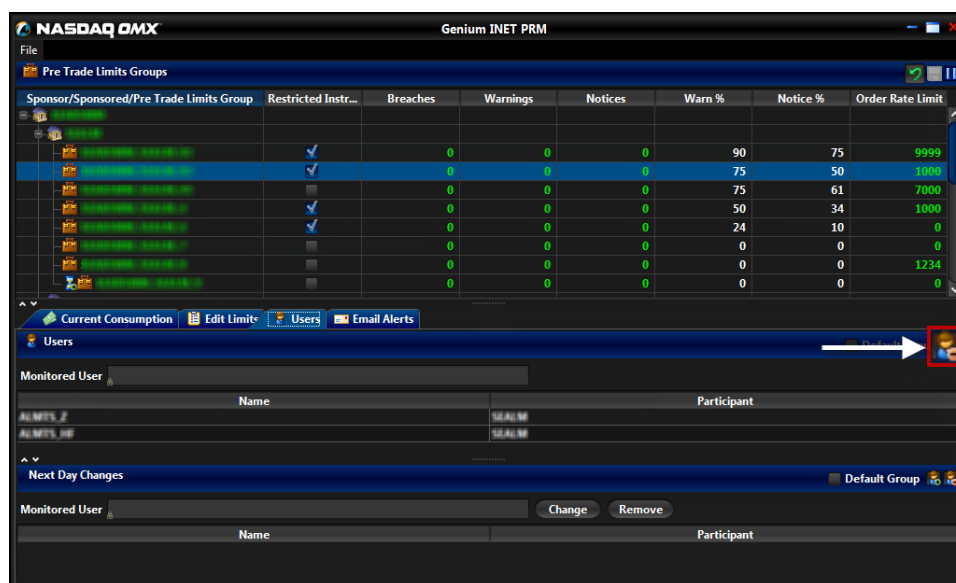 NASDAQ OMX Genium INET PRM
File
Pre Trade Limits Groups
Sponsor/Sponsored/Pre Trade Limits Group Restricted Instr... Breaches Warnings Notices Warn % Notice % Order Rate Limit
0 0 0 90 75 9999
0 0 0 75 50 1000
0 0 0 75 61 7000
0 0 0 50 34 1000
0 0 0 24 10 0
0 0 0 0 0 0
0 0 0 0 0 1234
0 0 0 0 0 0
Current Consumption Edit Limits Users Email Alerts
Users
Monitored User
Name Participant
Next Day Changes Default Group
Monitored User Change Remove
Name Participant